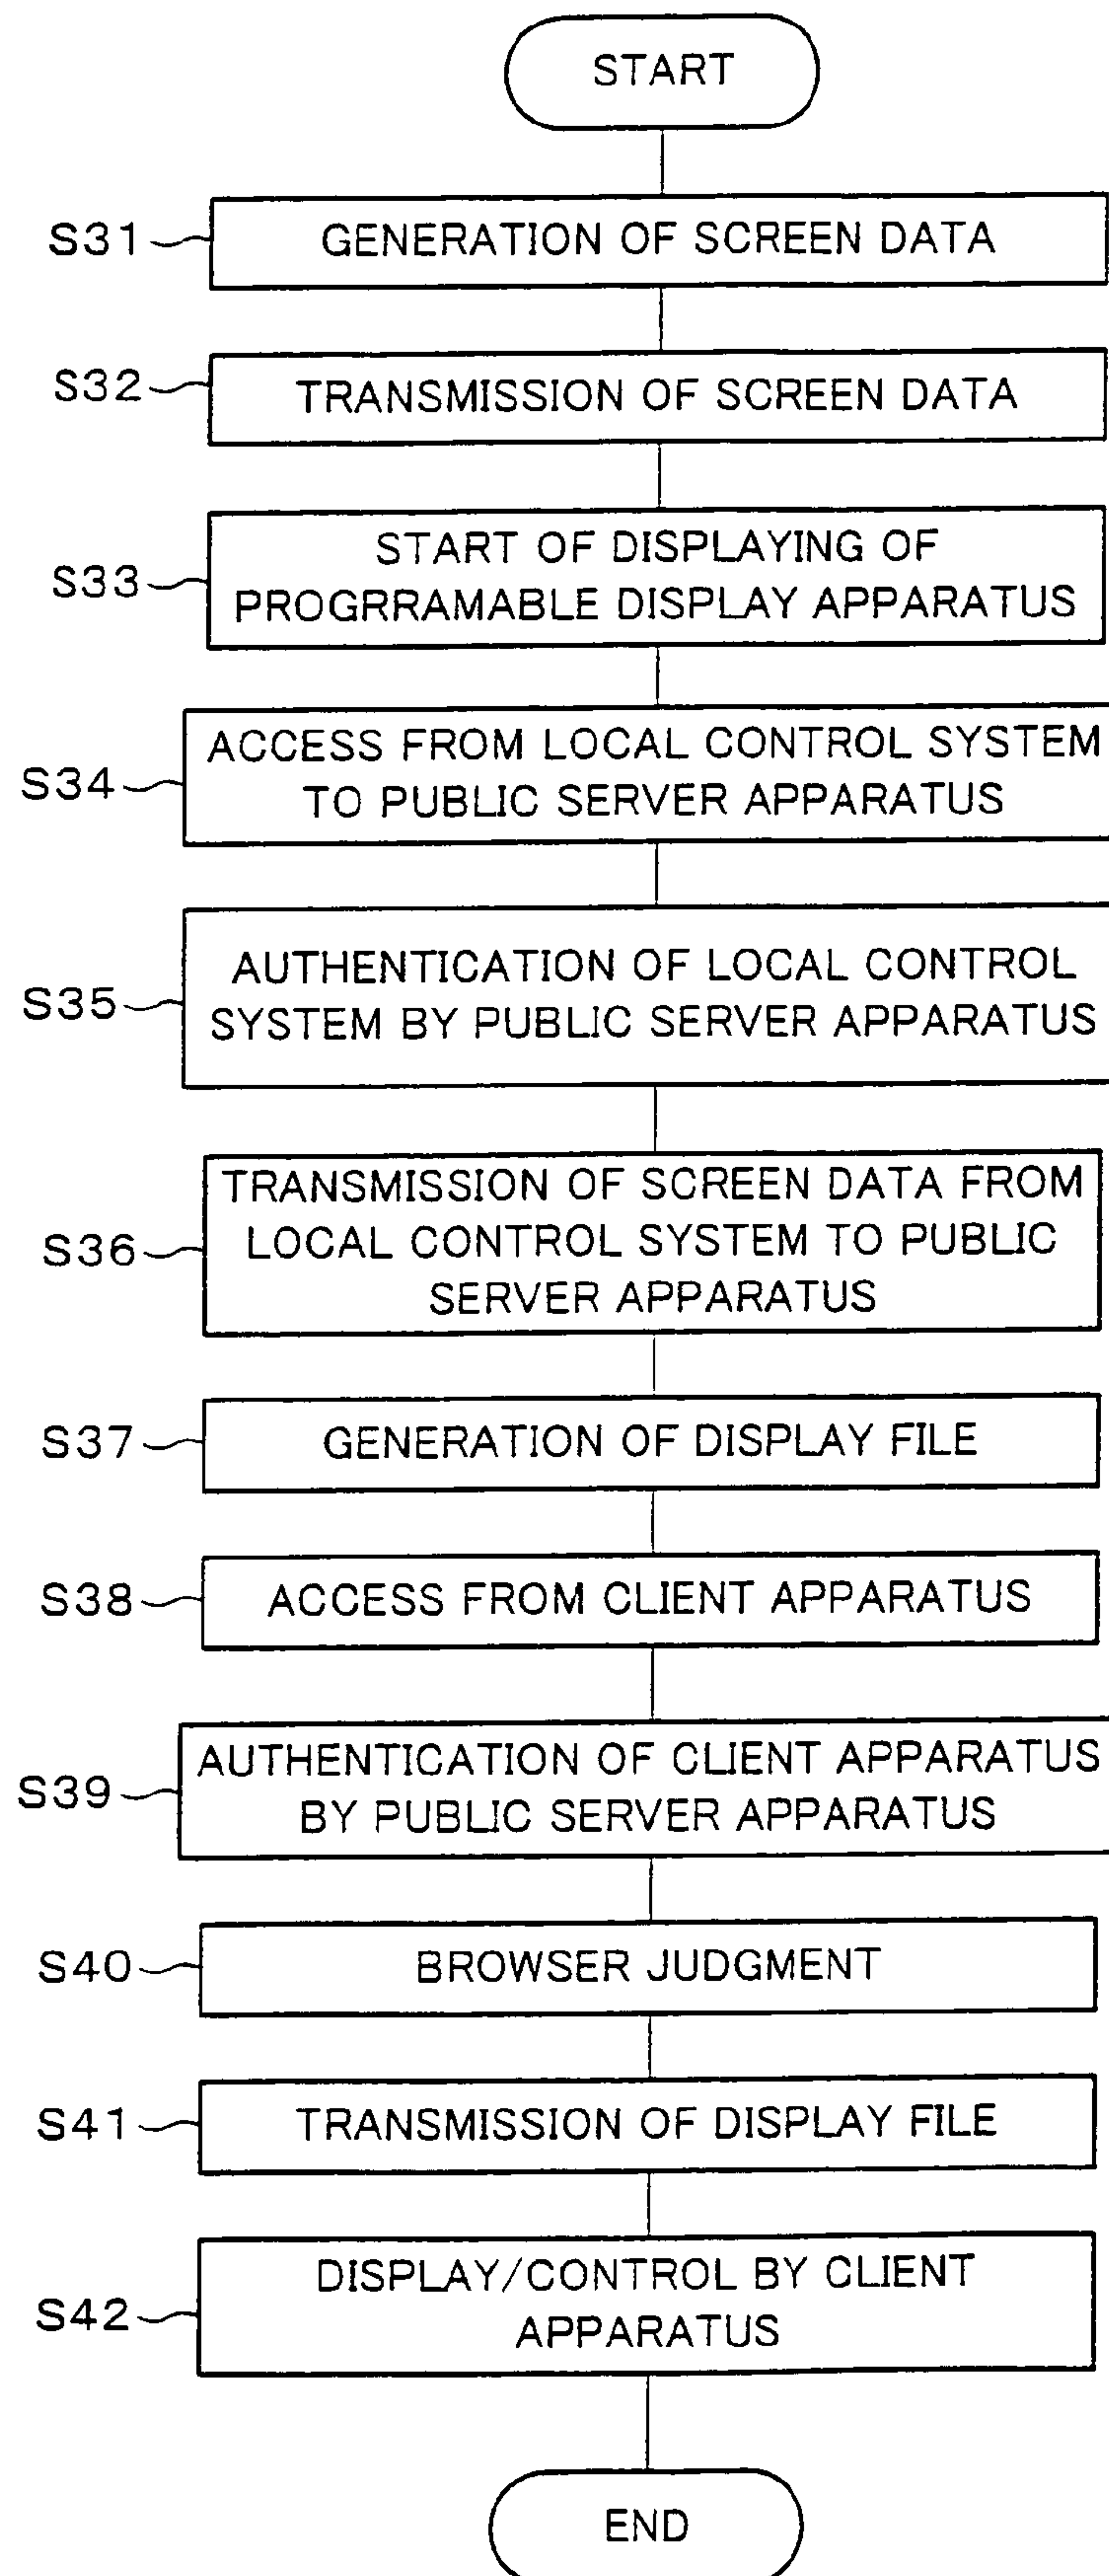 START
S31
GENERATION OF SCREEN DATA
S32
TRANSMISSION OF SCREEN DATA
S33
START OF DISPLAYING OF
PROGRRAMABLE DISPLAY APPARATUS
S34
ACCESS FROM LOCAL CONTROL SYSTEM
TO PUBLIC SERVER APPARATUS
S35
AUTHENTICATION OF LOCAL CONTROL
SYSTEM BY PUBLIC SERVER APPARATUS
S36
TRANSMISSION OF SCREEN DATA FROM
LOCAL CONTROL SYSTEM TO PUBLIC
SERVER APPARATUS
S37
GENERATION OF DISPLAY FILE
S38
ACCESS FROM CLIENT APPARATUS
S39
AUTHENTICATION OF CLIENT APPARATUS
BY PUBLIC SERVER APPARATUS
S40
BROWSER JUDGMENT
S41
TRANSMISSION OF DISPLAY FILE
S42
DISPLAY/CONTROL BY CLIENT
APPARATUS
END